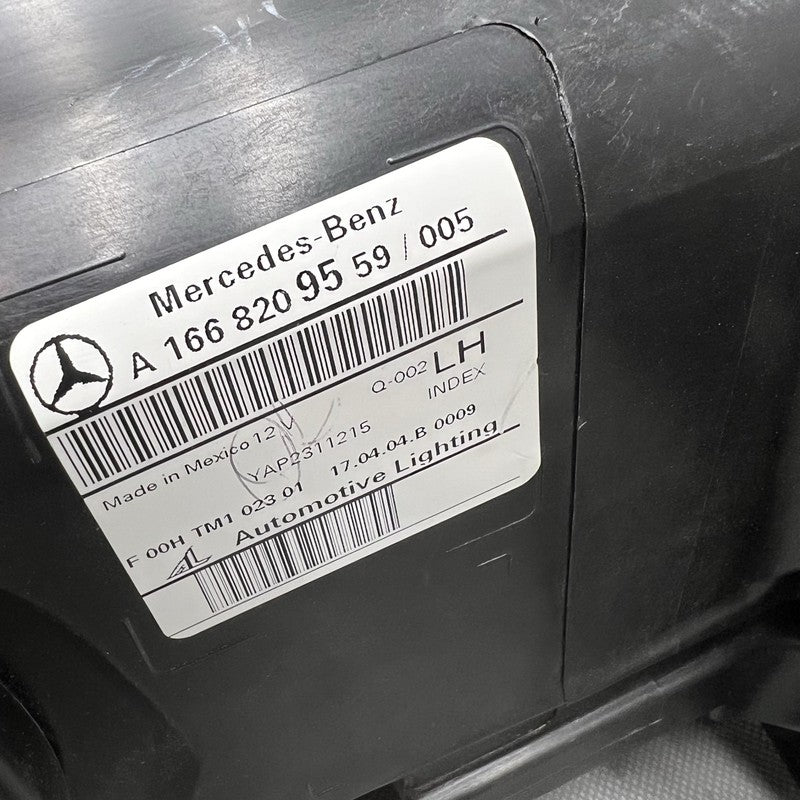 Mercedes-Benz
A 166 820 95 59 / 005
Q-002 LH
INDEX
Made in Mexico 12 V
YAP2311215
F 00H TM1 023 01 17.04.04.B 0009
AL Automotive Lighting